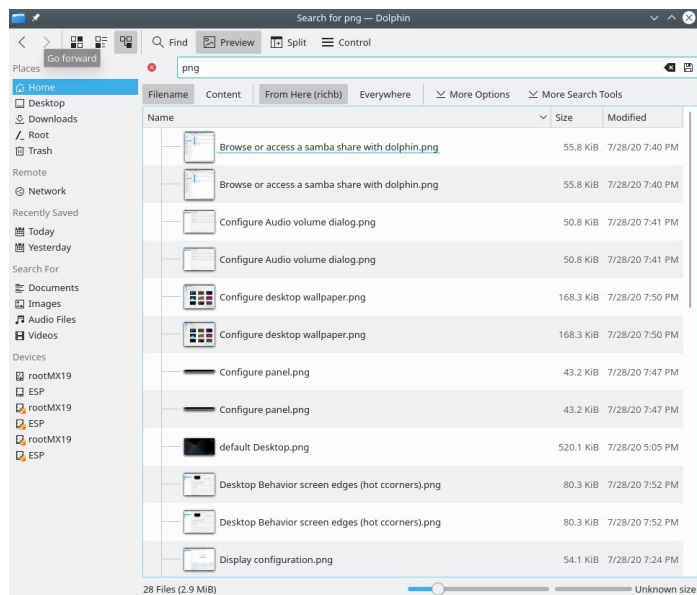 Search for png — Dolphin
Find Preview Split Control
Go forward
Places
png
Home
Desktop
Downloads
Root
Trash
Remote
Network
Recently Saved
Today
Yesterday
Search For
Documents
Images
Audio Files
Videos
Devices
rootMX19
ESP
rootMX19
ESP
rootMX19
ESP
Filename Content From Here (richb) Everywhere More Options More Search Tools
Name Size Modified
Browse or access a samba share with dolphin.png 55.8 KiB 7/28/20 7:40 PM
Browse or access a samba share with dolphin.png 55.8 KiB 7/28/20 7:40 PM
Configure Audio volume dialog.png 50.8 KiB 7/28/20 7:41 PM
Configure Audio volume dialog.png 50.8 KiB 7/28/20 7:41 PM
Configure desktop wallpaper.png 168.3 KiB 7/28/20 7:50 PM
Configure desktop wallpaper.png 168.3 KiB 7/28/20 7:50 PM
Configure panel.png 43.2 KiB 7/28/20 7:47 PM
Configure panel.png 43.2 KiB 7/28/20 7:47 PM
default Desktop.png 520.1 KiB 7/28/20 5:05 PM
Desktop Behavior screen edges (hot ccorners).png 80.3 KiB 7/28/20 7:52 PM
Desktop Behavior screen edges (hot ccorners).png 80.3 KiB 7/28/20 7:52 PM
Display configuration.png 54.1 KiB 7/28/20 7:24 PM
28 Files (2.9 MiB) Unknown size